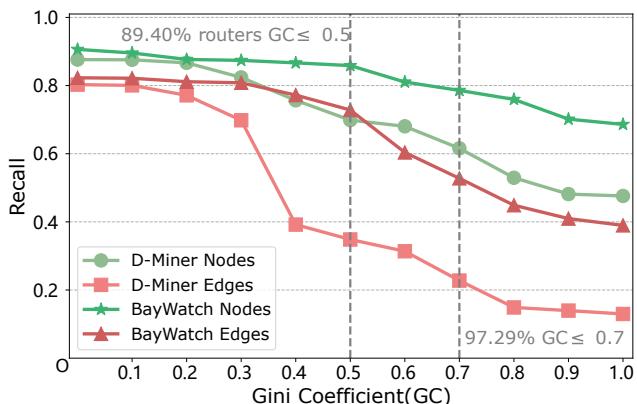 89.40% routers GC≤ 0.5
1.0
0.8
0.6
0.4
0.2
Recall
D-Miner Nodes
D-Miner Edges
BayWatch Nodes
BayWatch Edges
97.29% GC≤ 0.7
O
0.1 0.2 0.3 0.4 0.5 0.6 0.7 0.8 0.9 1.0
Gini Coefficient(GC)